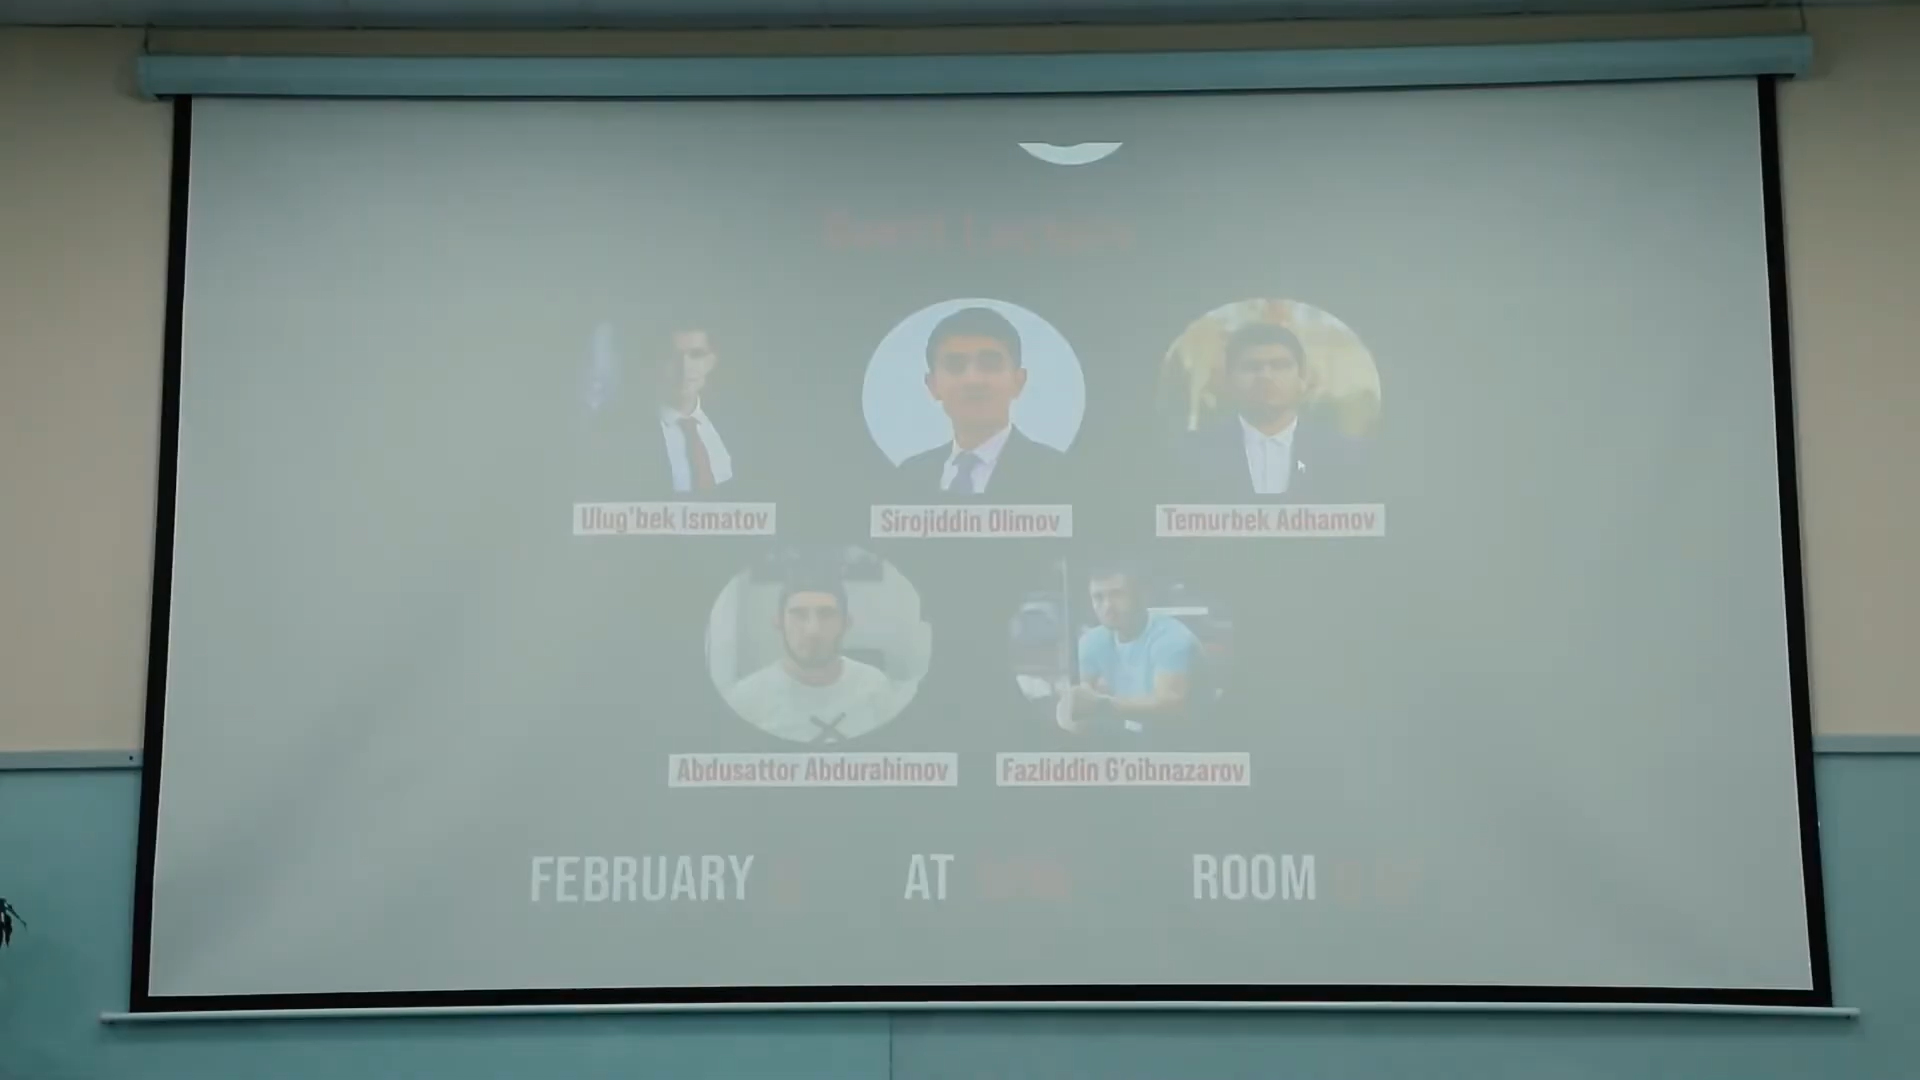 Ulug'bek Ismatov
Sirojiddin Olimov
Temurbek Adhamov
Abdusattor Abdurahimov
Fazliddin G'oibnazarov
FEBRUARY AT ROOM